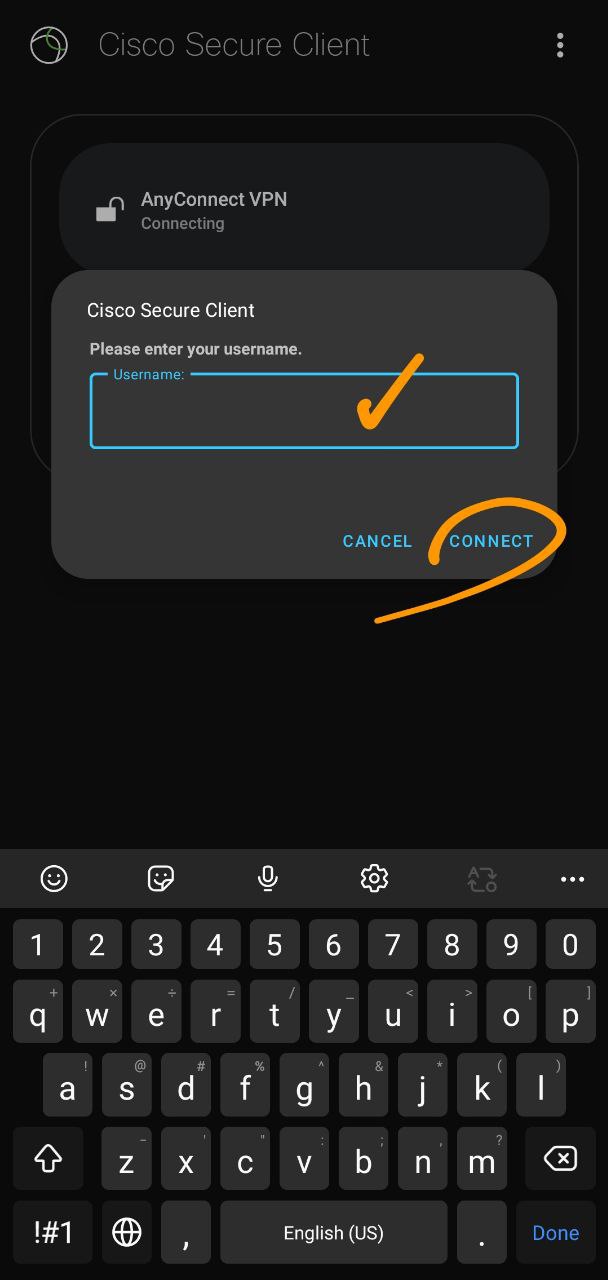 Cisco Secure Client
AnyConnect VPN
Connecting
Cisco Secure Client
Please enter your username.
Username:
CANCEL CONNECT
1 2 3 4 5 6 7 8 9 0
+ × ÷ = / _ < > [ ]
q w e r t y u i o p
! @ # % ^ & * ( )
a s d f g h j k l
- ' " : ; , ?
z x c v b n m
!#1 , English (US) . Done